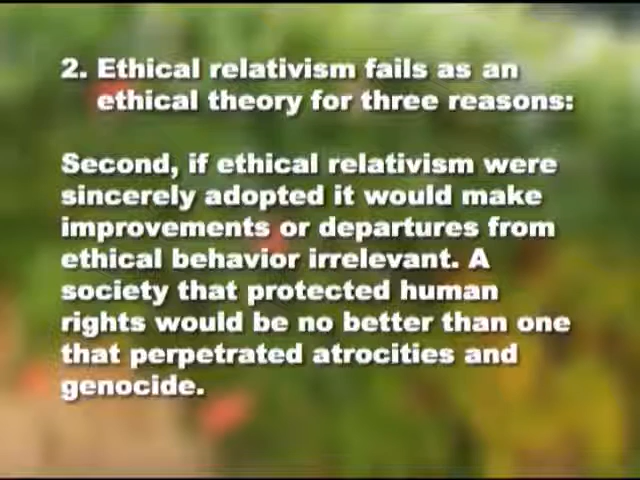 2. Ethical relativism fails as an
ethical theory for three reasons:
Second, if ethical relativism were
sincerely adopted it would make
improvements or departures from
ethical behavior irrelevant. A
society that protected human
rights would be no better than one
that perpetrated atrocities and
genocide.